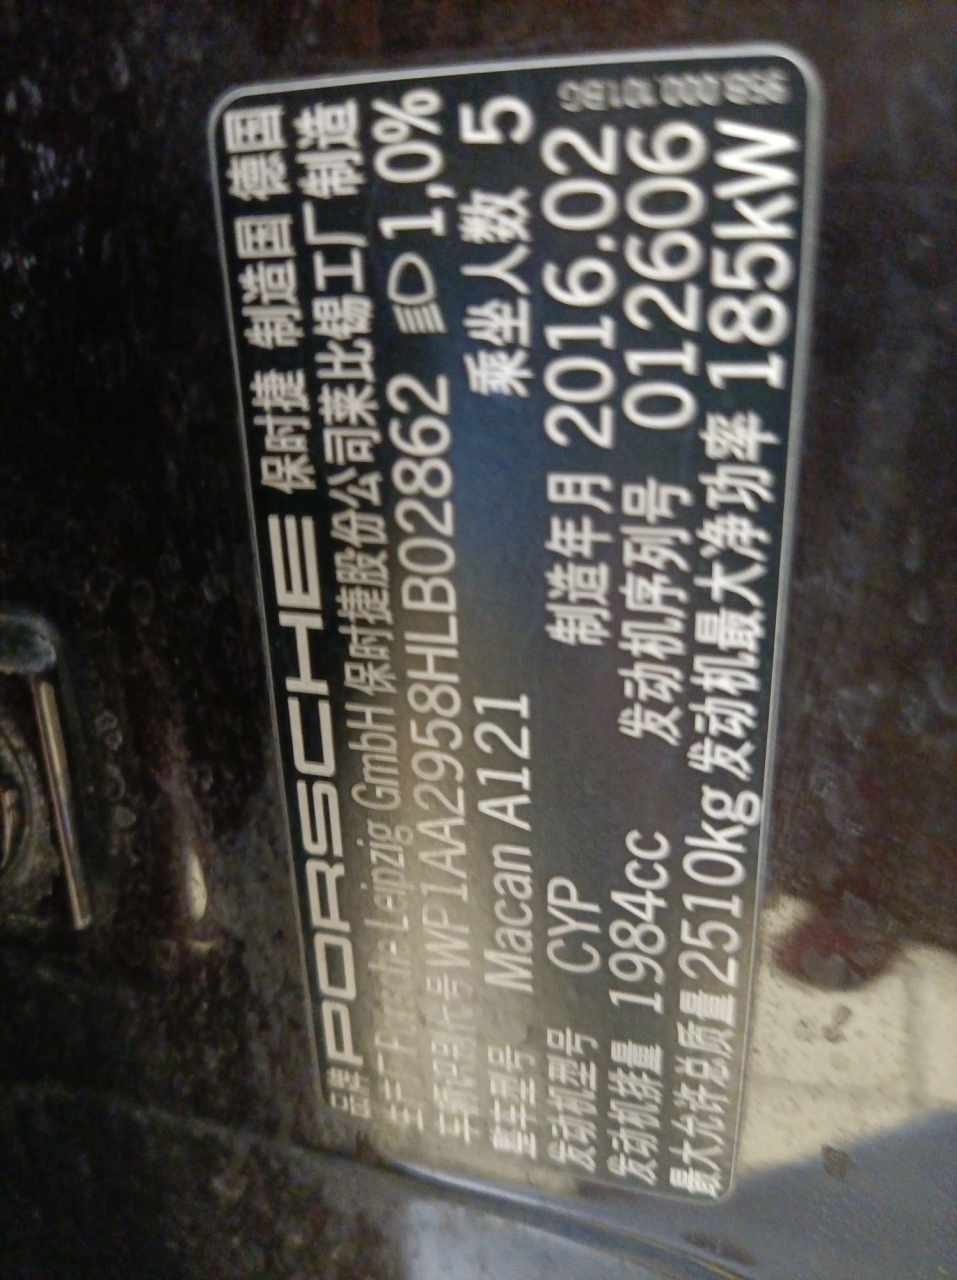 品牌 PORSCHE 保时捷 制造国 德国
生产厂 Porsche Leipzig GmbH 保时捷股份公司莱比锡工厂制造
车辆识别代号 WP1AA2958HLB02862 1,0%
整车型号 Macan A121 乘坐人数 5
发动机型号 CYP 制造年月 2016.02
发动机排量 1984cc 发动机序列号 012606
最大允许总质量 2510kg 发动机最大净功率 185kW
95B.000.101.BG